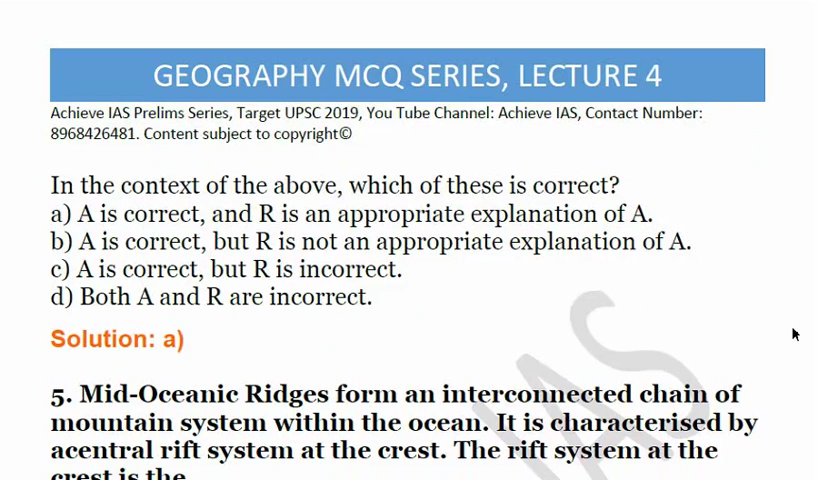 GEOGRAPHY MCQ SERIES, LECTURE 4
Achieve IAS Prelims Series, Target UPSC 2019, You Tube Channel: Achieve IAS, Contact Number:
8968426481. Content subject to copyright©
In the context of the above, which of these is correct?
a) A is correct, and R is an appropriate explanation of A.
b) A is correct, but R is not an appropriate explanation of A.
c) A is correct, but R is incorrect.
d) Both A and R are incorrect.
Solution: a)
5. Mid-Oceanic Ridges form an interconnected chain of
mountain system within the ocean. It is characterised by
acentral rift system at the crest. The rift system at the
crest is the
IAS